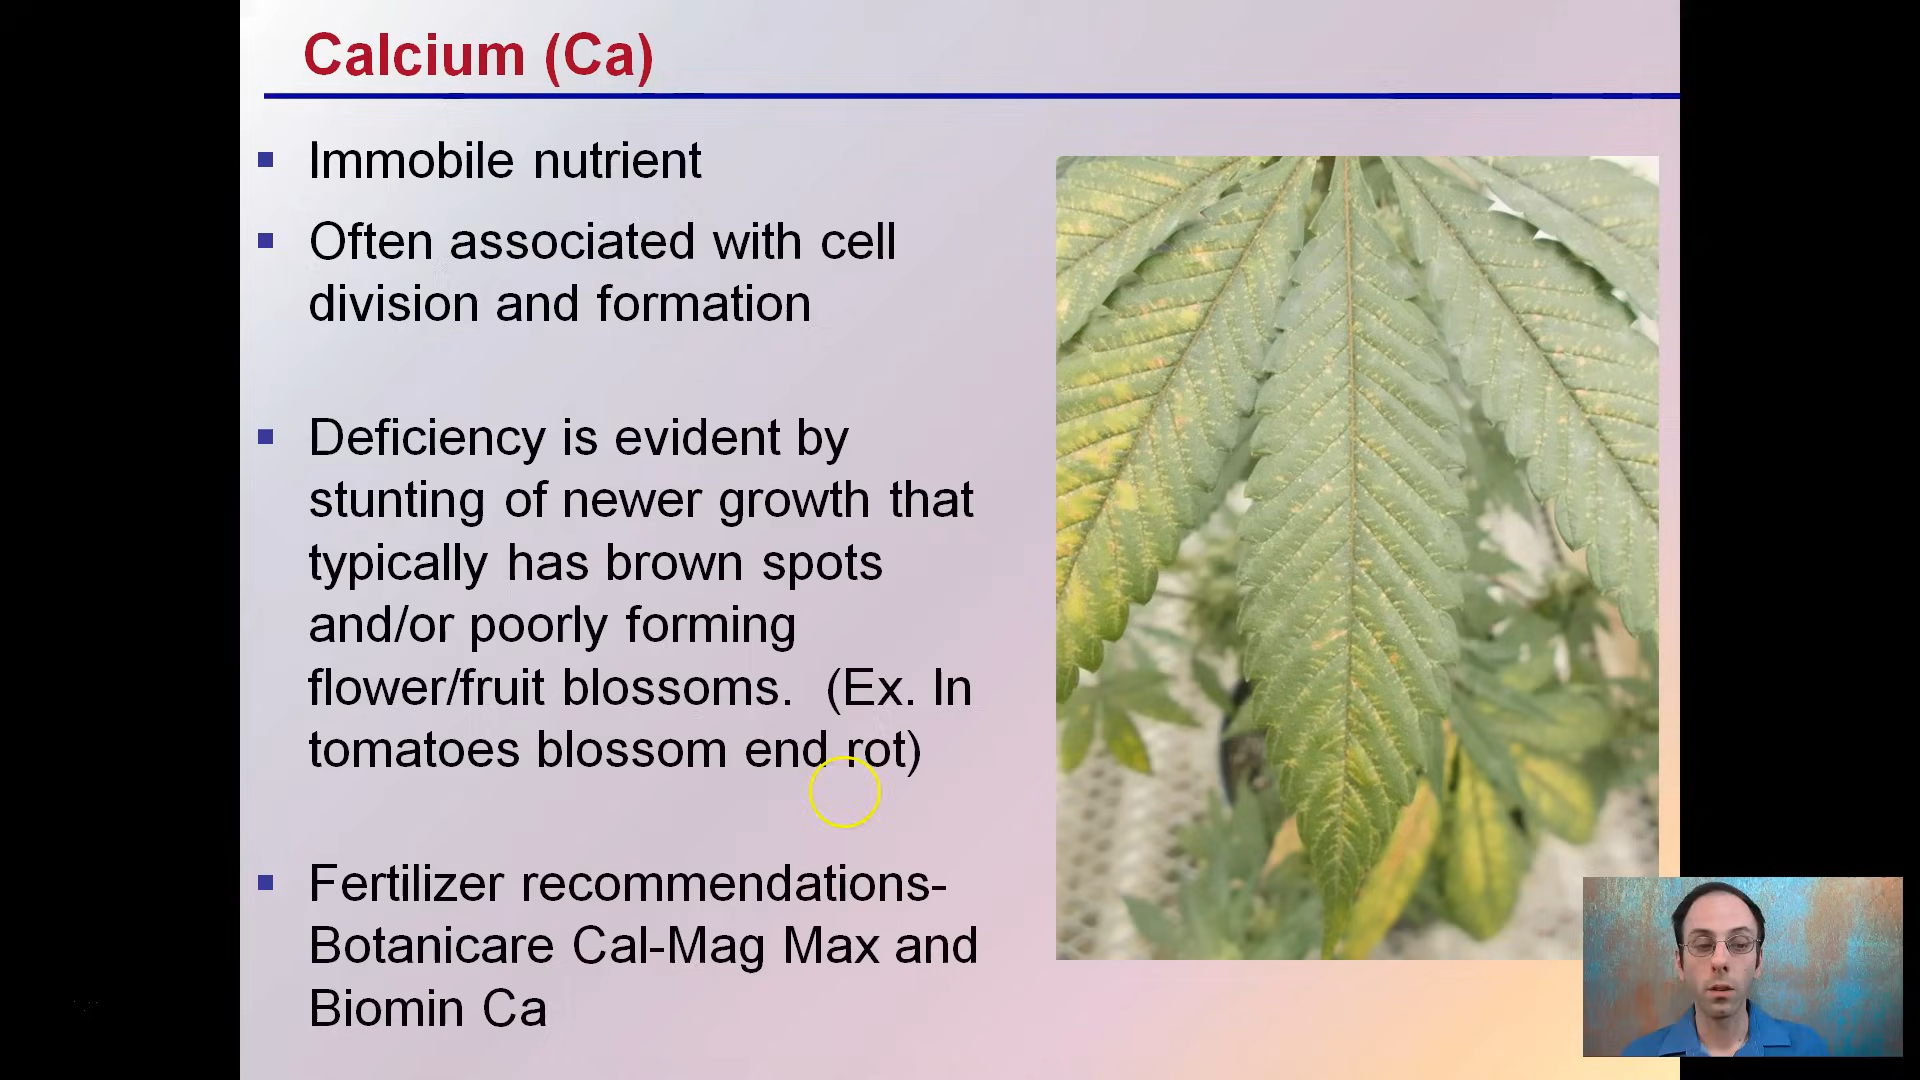 Calcium (Ca)
Immobile nutrient
Often associated with cell
division and formation
Deficiency is evident by
stunting of newer growth that
typically has brown spots
and/or poorly forming
flower/fruit blossoms.  (Ex. In
tomatoes blossom end rot)
Fertilizer recommendations-
Botanicare Cal-Mag Max and
Biomin Ca